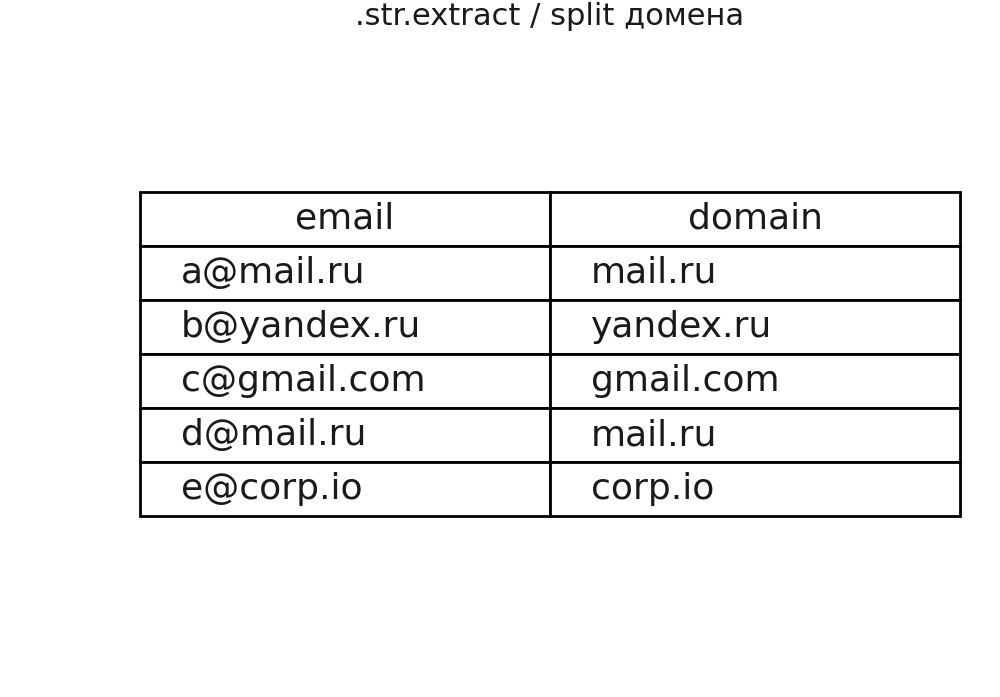 .str.extract / split домена
email domain
a@mail.ru mail.ru
b@yandex.ru yandex.ru
c@gmail.com gmail.com
d@mail.ru mail.ru
e@corp.io corp.io